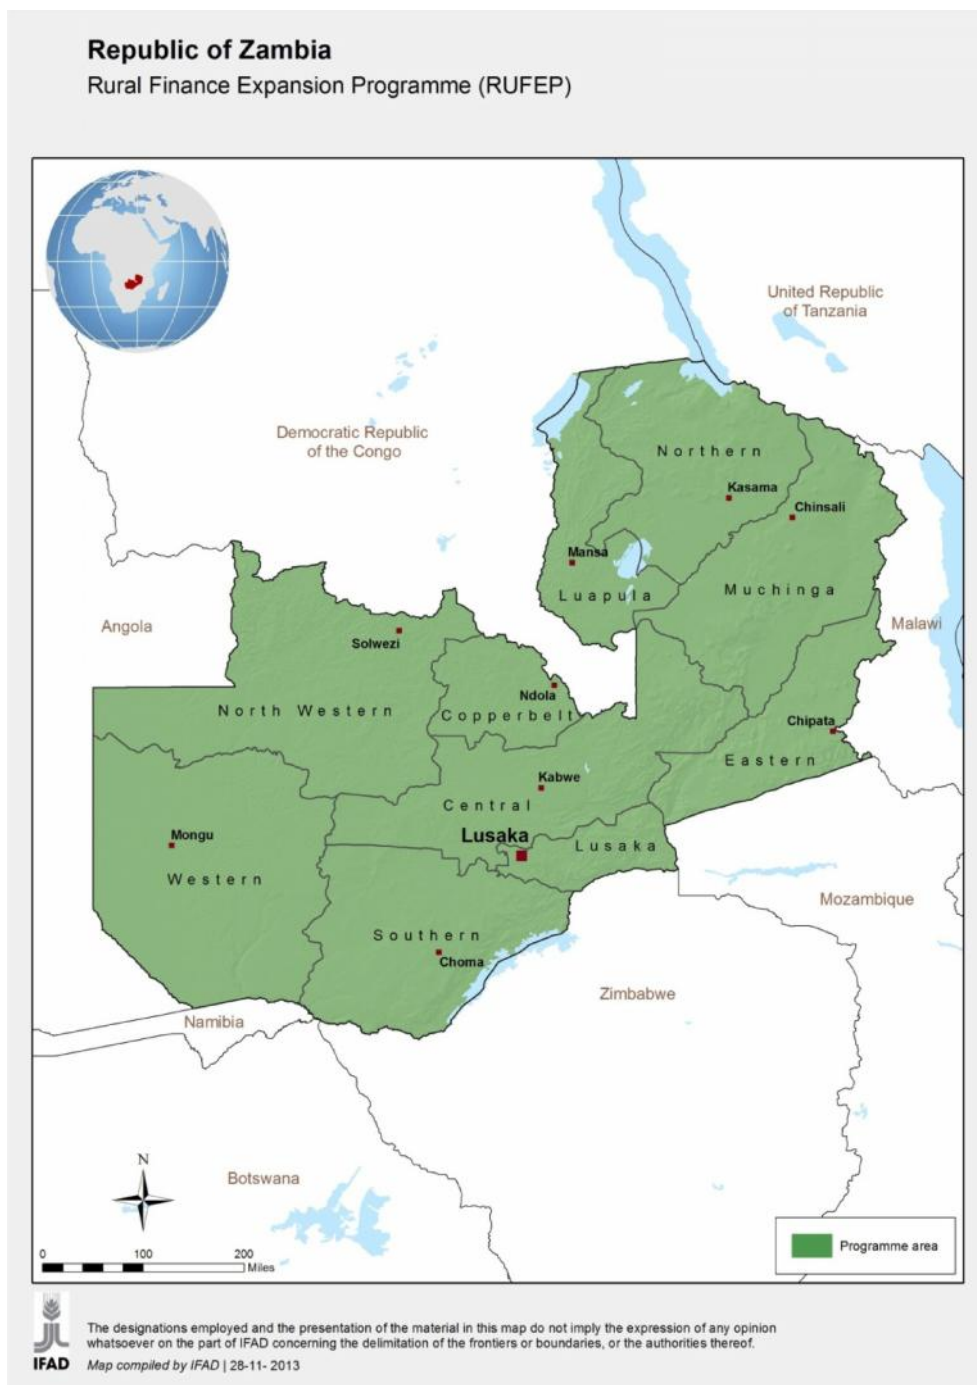 Republic of Zambia
Rural Finance Expansion Programme (RUFEP)
United Republic
of Tanzania
Democratic Republic
of the Congo
Northern
Kasama
Chinsali
Mansa
Luapula
Muchinga
Angola
Malawi
Solwezi
Ndola
North Western
Copperbelt
Chipata
Eastern
Kabwe
Central
Mongu
Lusaka
Lusaka
Western
Mozambique
Southern
Choma
Zimbabwe
Namibia
N
Botswana
0 100 200
Miles
Programme area
The designations employed and the presentation of the material in this map do not imply the expression of any opinion
whatsoever on the part of IFAD concerning the delimitation of the frontiers or boundaries, or the authorities thereof.
IFAD
Map compiled by IFAD | 28-11- 2013